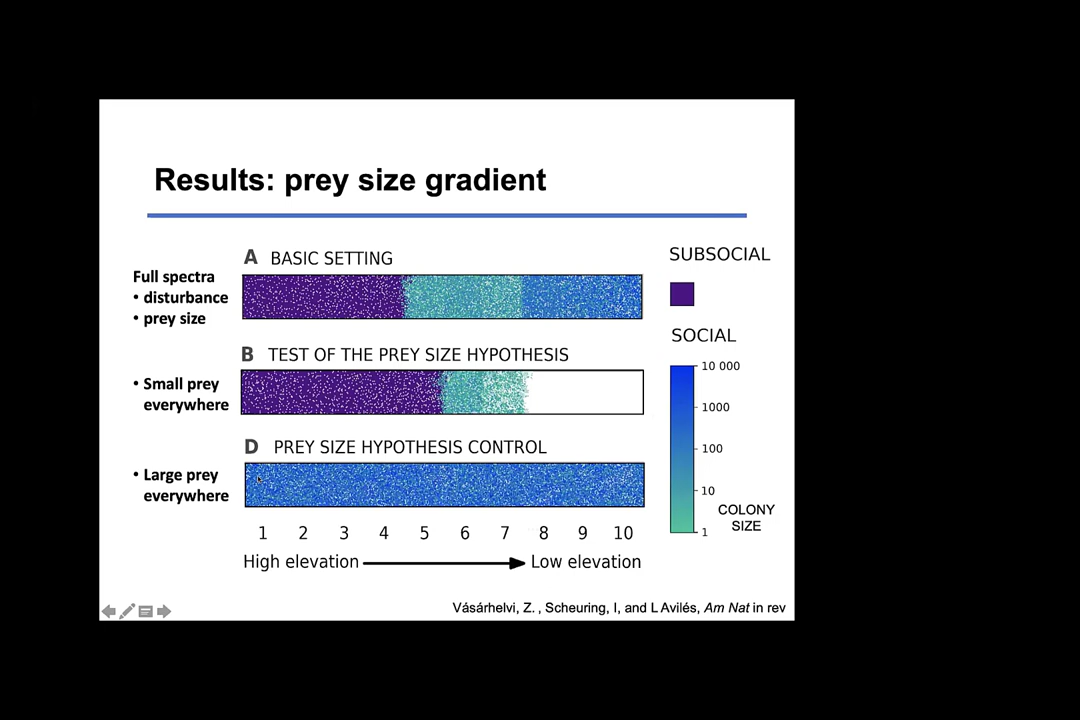 Results: prey size gradient
A BASIC SETTING
SUBSOCIAL
Full spectra
• disturbance
• prey size
SOCIAL
B TEST OF THE PREY SIZE HYPOTHESIS
• Small prey
everywhere
10 000
1000
100
10
1
COLONY
SIZE
D PREY SIZE HYPOTHESIS CONTROL
• Large prey
everywhere
1 2 3 4 5 6 7 8 9 10
High elevation Low elevation
Vásárhelvi, Z. , Scheuring, I, and L Avilés, Am Nat in rev